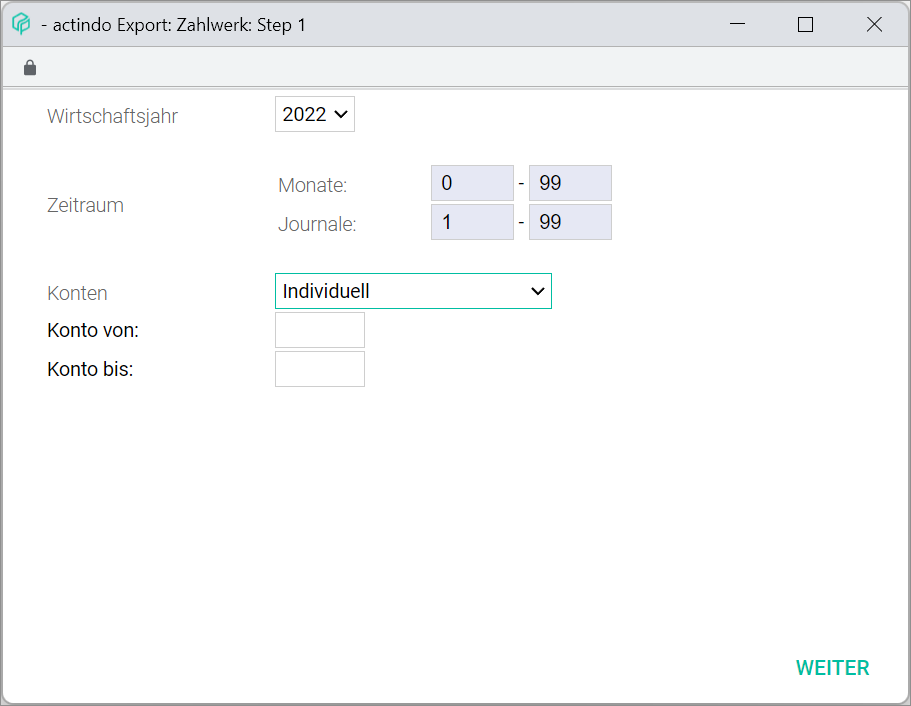 - actindo Export: Zahlwerk: Step 1
Wirtschaftsjahr 2022
Zeitraum
Monate: 0 - 99
Journale: 1 - 99
Konten Individuell
Konto von:
Konto bis:
WEITER